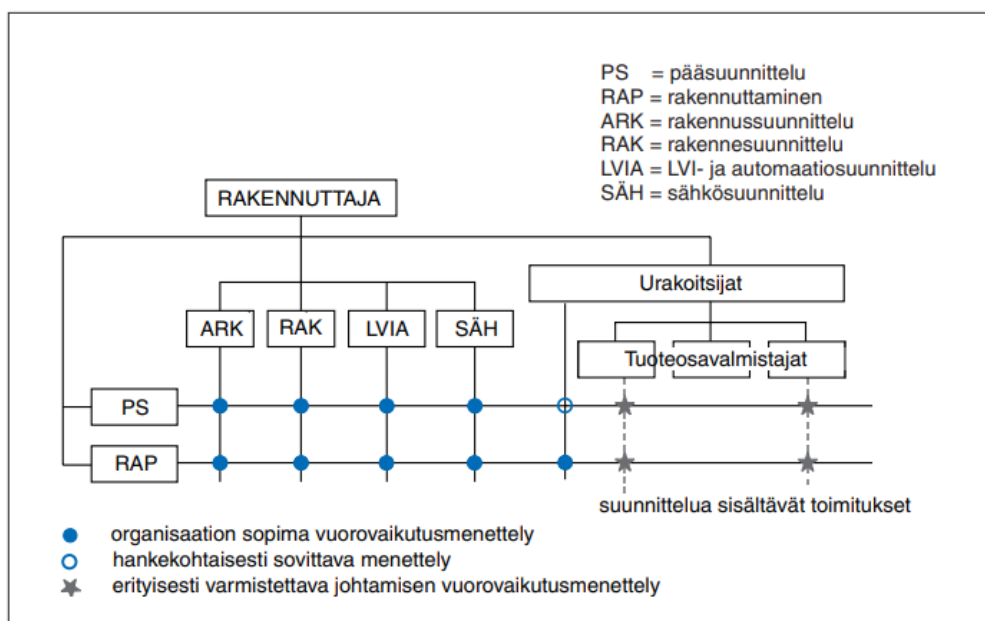 PS = pääsuunnittelu
RAP = rakennuttaminen
ARK = rakennussuunnittelu
RAK = rakennesuunnittelu
LVIA = LVI- ja automaatiosuunnittelu
SÄH = sähkösuunnittelu
RAKENNUTTAJA
Urakoitsijat
ARK RAK LVIA SÄH
Tuoteosavalmistajat
PS
RAP
suunnittelua sisältävät toimitukset
organisaation sopima vuorovaikutusmenettely
hankekohtaisesti sovittava menettely
erityisesti varmistettava johtamisen vuorovaikutusmenettely